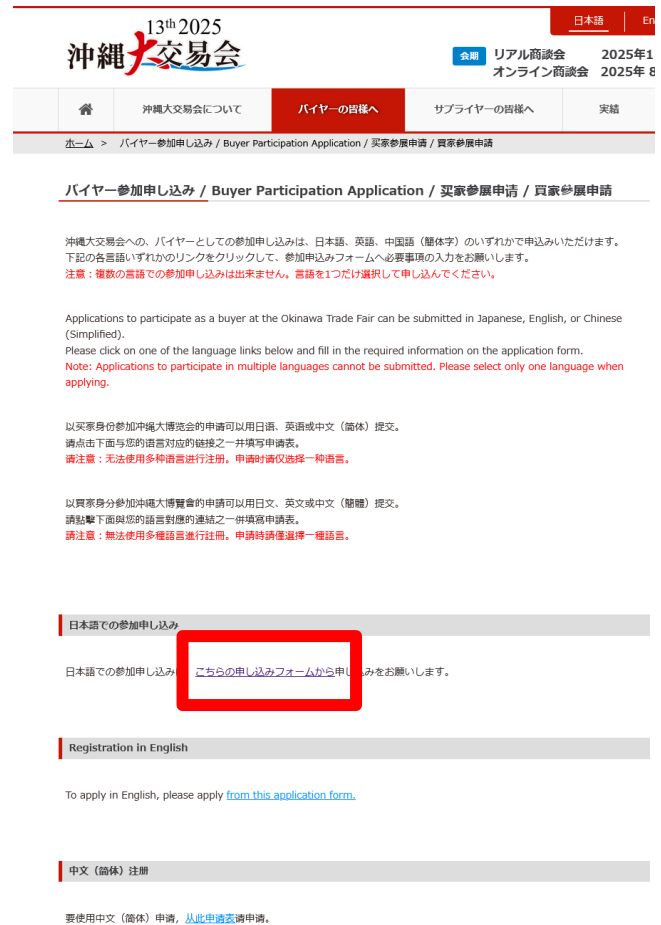 13th 2025
沖縄大交易会
日本語
En
会期 リアル商談会 2025年1
オンライン商談会 2025年 8
沖縄大交易会について
バイヤーの皆様へ
サプライヤーの皆様へ
実績
ホーム > バイヤー参加申し込み / Buyer Participation Application / 买家参展申请 / 買家參展申請
バイヤー参加申し込み / Buyer Participation Application / 买家参展申请 / 買家參展申請
沖縄大交易会への、バイヤーとしての参加申し込みは、日本語、英語、中国語（簡体字）のいずれかで申込みいただけます。
下記の各言語いずれかのリンクをクリックして、参加申込みフォームへ必要事項の入力をお願いします。
注意：複数の言語での参加申し込みは出来ません。言語を1つだけ選択して申し込んでください。
Applications to participate as a buyer at the Okinawa Trade Fair can be submitted in Japanese, English, or Chinese
(Simplified).
Please click on one of the language links below and fill in the required information on the application form.
Note: Applications to participate in multiple languages cannot be submitted. Please select only one language when
applying.
以买家身份参加冲绳大博览会的申请可以用日语、英语或中文（简体）提交。
请点击下面与您的语言对应的链接之一并填写申请表。
请注意：无法使用多种语言进行注册。申请时请仅选择一种语言。
以買家身分參加沖繩大博覽會的申請可以用日文、英文或中文（簡體）提交。
請點擊下面與您的語言對應的連結之一併填寫申請表。
請注意：無法使用多種語言進行註冊。申請時請僅選擇一種語言。
日本語での参加申し込み
日本語での参加申し込み こちらの申し込みフォームから申し込みをお願いします。
Registration in English
To apply in English, please apply from this application form.
中文（简体）注册
要使用中文（简体）申请，从此申请表请申请。